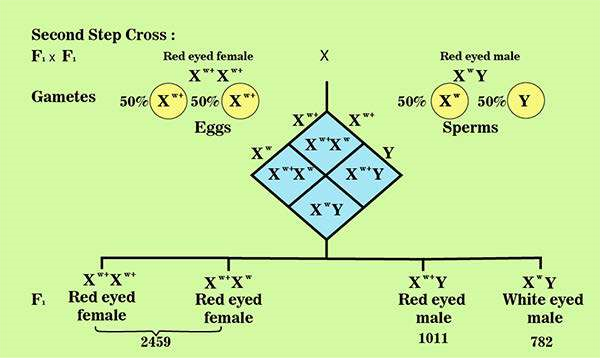 Second Step Cross :
F₁ x F₁
Red eyed female
X
Red eyed male
Xʷ⁺Xʷ⁺
XʷY
Gametes
50% Xʷ⁺ 50% Xʷ⁺
50% Xʷ 50% Y
Eggs
Sperms
Xʷ⁺ Xʷ⁺
Xʷ Y
Xʷ⁺Xʷ
Xʷ⁺Xʷ Xʷ⁺Y
XʷY
F₁
Xʷ⁺Xʷ⁺
Red eyed
female
Xʷ⁺Xʷ
Red eyed
female
2459
Xʷ⁺Y
Red eyed
male
1011
XʷY
White eyed
male
782